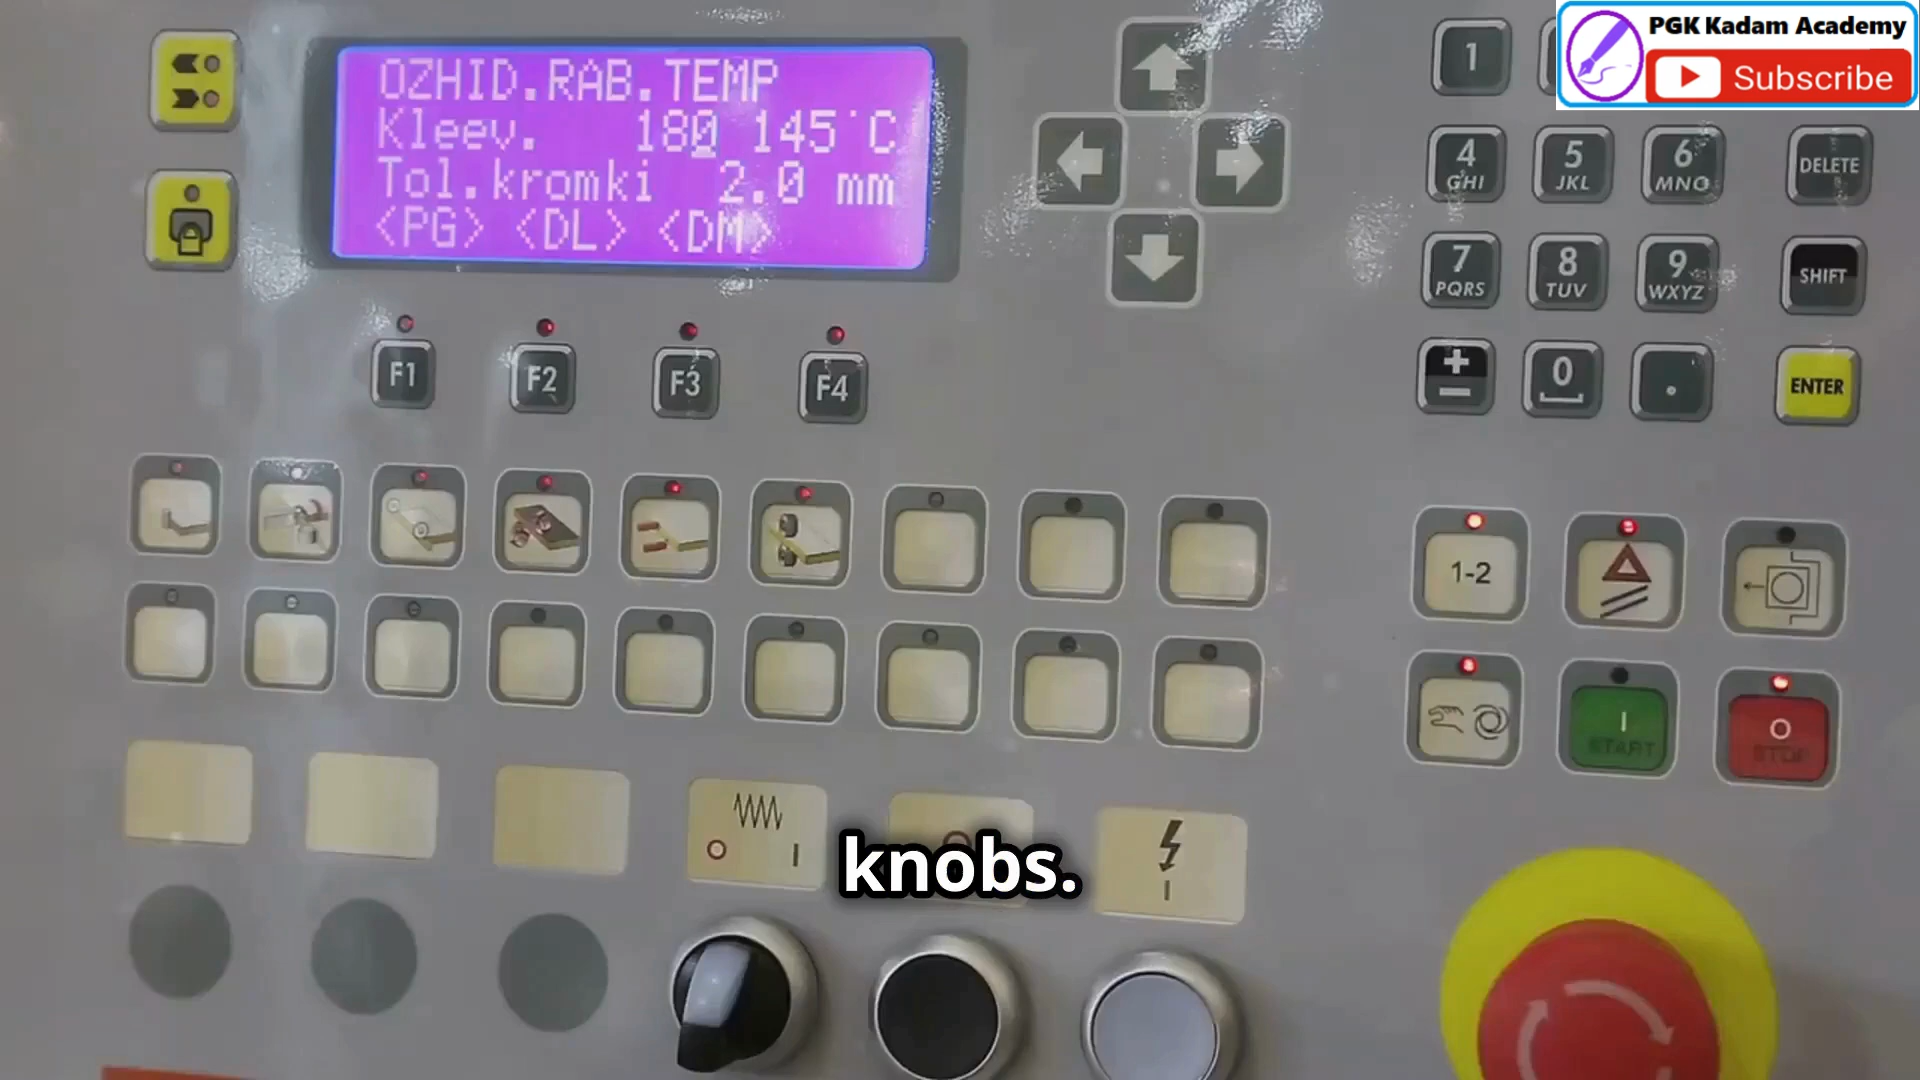 PGK Kadam Academy
Subscribe
OZHID.RAB.TEMP
Kleev. 180 145°C
Tol.kromki 2.0 mm
<PG> <DL> <DM>
F1 F2 F3 F4
1
4 GHI 5 JKL 6 MNO DELETE
7 PQRS 8 TUV 9 WXYZ SHIFT
+ - 0 . ENTER
1-2
I START O STOP
O I
I
knobs.